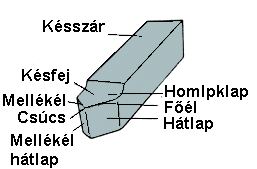 Késszár
Késfej
Homlpklap
Mellékél
Főél
Csúcs
Hátlap
Mellékél
hátlap